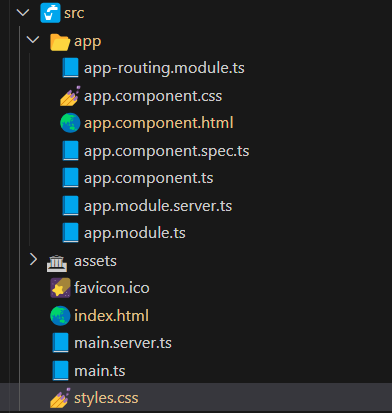 src
app
app-routing.module.ts
app.component.css
app.component.html
app.component.spec.ts
app.component.ts
app.module.server.ts
app.module.ts
assets
favicon.ico
index.html
main.server.ts
main.ts
styles.css